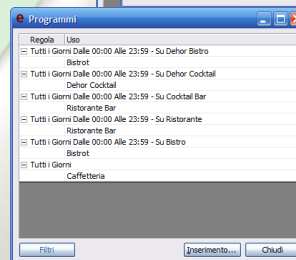 e Programmi
Regola Uso
Tutti i Giorni Dalle 00:00 Alle 23:59 - Su Dehor Bistro
Bistrot
Tutti i Giorni Dalle 00:00 Alle 23:59 - Su Dehor Cocktail
Dehor Cocktail
Tutti i Giorni Dalle 00:00 Alle 23:59 - Su Cocktail Bar
Ristorante Bar
Tutti i Giorni Dalle 00:00 Alle 23:59 - Su Ristorante
Ristorante Bar
Tutti i Giorni Dalle 00:00 Alle 23:59 - Su Bistro
Bistrot
Tutti i Giorni
Caffetteria
Filtri Inserimento... Chiudi